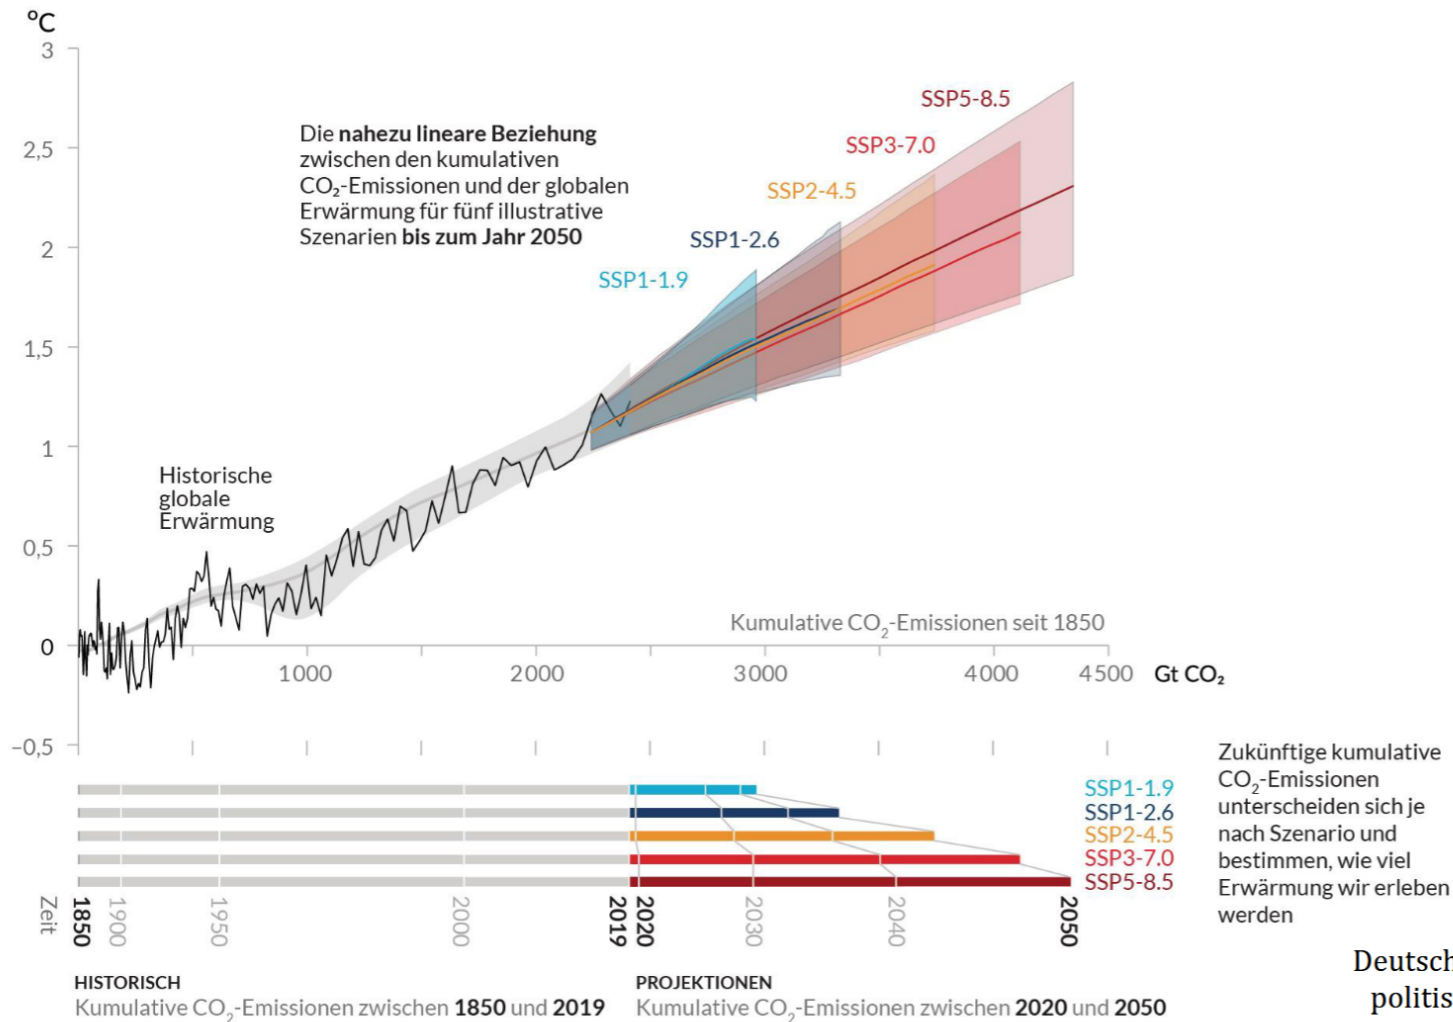 °C
3
2,5
2
1,5
1
0,5
0
−0,5
Die nahezu lineare Beziehung
zwischen den kumulativen
CO₂-Emissionen und der globalen
Erwärmung für fünf illustrative
Szenarien bis zum Jahr 2050
SSP5-8.5
SSP3-7.0
SSP2-4.5
SSP1-2.6
SSP1-1.9
Historische
globale
Erwärmung
Kumulative CO₂-Emissionen seit 1850
1000
2000
3000
4000
4500
Gt CO₂
SSP1-1.9
SSP1-2.6
SSP2-4.5
SSP3-7.0
SSP5-8.5
Zukünftige kumulative
CO₂-Emissionen
unterscheiden sich je
nach Szenario und
bestimmen, wie viel
Erwärmung wir erleben
werden
Zeit
1850
1900
1950
2000
2019
2020
2030
2040
2050
HISTORISCH
Kumulative CO₂-Emissionen zwischen 1850 und 2019
PROJEKTIONEN
Kumulative CO₂-Emissionen zwischen 2020 und 2050
Deutsch
politis